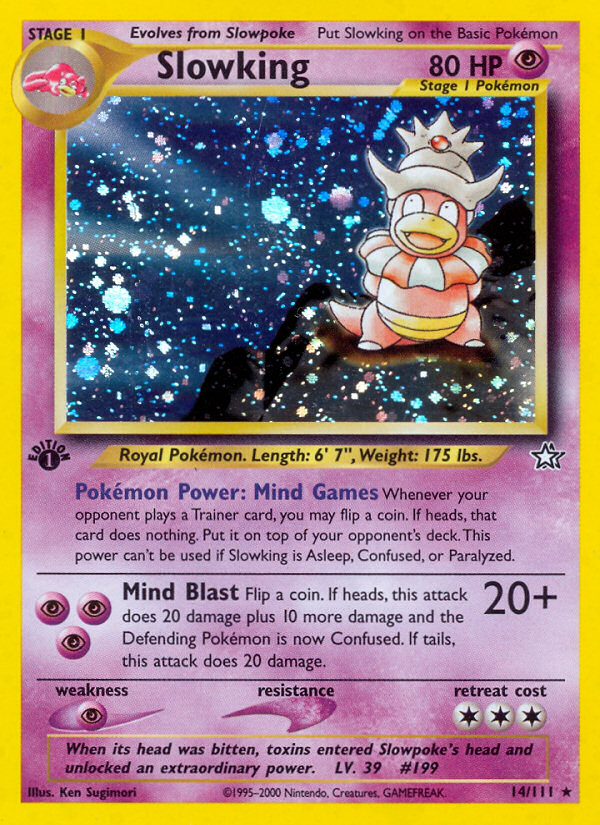 STAGE 1 Evolves from Slowpoke Put Slowking on the Basic Pokémon
Slowking 80 HP
Stage 1 Pokémon
EDITION
1
Royal Pokémon. Length: 6' 7", Weight: 175 lbs.
Pokémon Power: Mind Games Whenever your
opponent plays a Trainer card, you may flip a coin. If heads, that
card does nothing. Put it on top of your opponent's deck. This
power can't be used if Slowking is Asleep, Confused, or Paralyzed.
Mind Blast Flip a coin. If heads, this attack 20+
does 20 damage plus 10 more damage and the
Defending Pokémon is now Confused. If tails,
this attack does 20 damage.
weakness resistance retreat cost
When its head was bitten, toxins entered Slowpoke's head and
unlocked an extraordinary power. LV. 39 #199
Illus. Ken Sugimori ©1995-2000 Nintendo, Creatures, GAMEFREAK. 14/111 ★